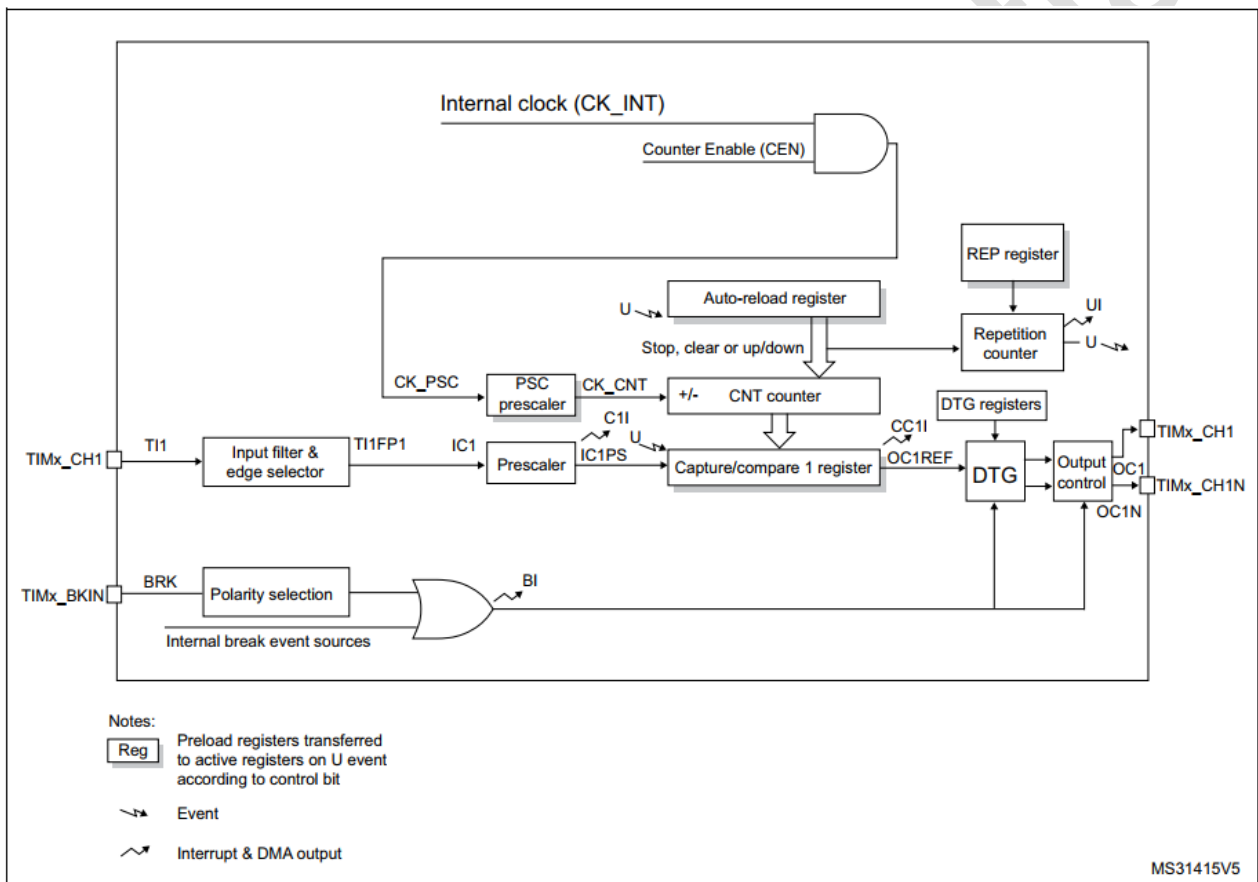 Internal clock (CK_INT)
Counter Enable (CEN)
REP register
Auto-reload register
U
UI
Stop, clear or up/down
Repetition
counter
U
CK_PSC
PSC
prescaler
CK_CNT
+/-
CNT counter
DTG registers
TIMx_CH1
TI1
Input filter &
edge selector
TI1FP1
IC1
Prescaler
C1I
IC1PS
U
Capture/compare 1 register
CC1I
OC1REF
DTG
Output
control
OC1
TIMx_CH1
TIMx_CH1N
OC1N
TIMx_BKIN
BRK
Polarity selection
BI
Internal break event sources
Notes:
Reg
Preload registers transferred
to active registers on U event
according to control bit
Event
Interrupt & DMA output
MS31415V5